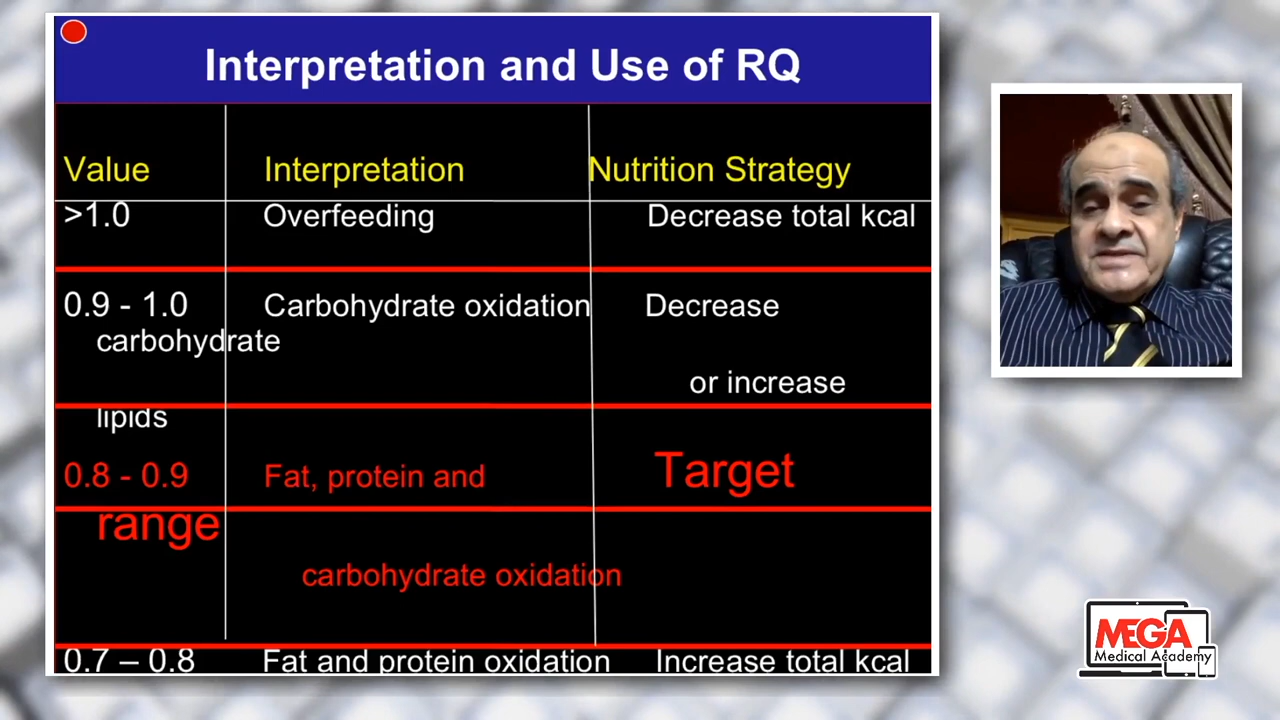 Interpretation and Use of RQ
Value Interpretation Nutrition Strategy
>1.0 Overfeeding Decrease total kcal
0.9 - 1.0 Carbohydrate oxidation Decrease
carbohydrate
or increase
lipids
0.8 - 0.9 Fat, protein and Target
range
carbohydrate oxidation
0.7 – 0.8 Fat and protein oxidation Increase total kcal
MEGA
Medical Academy